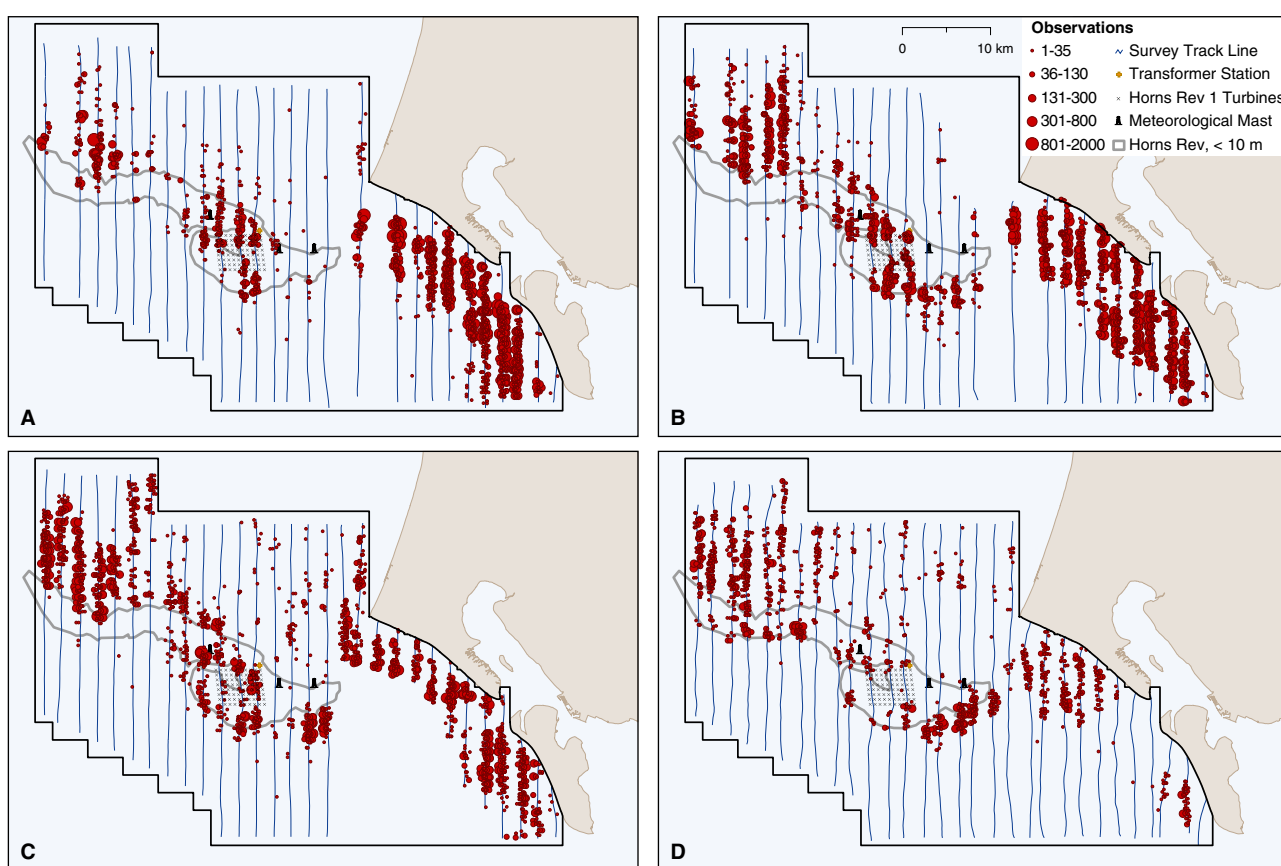 A
B
0 10 km
Observations
1-35 Survey Track Line
36-130 Transformer Station
131-300 Horns Rev 1 Turbines
301-800 Meteorological Mast
801-2000 Horns Rev, < 10 m
C
D